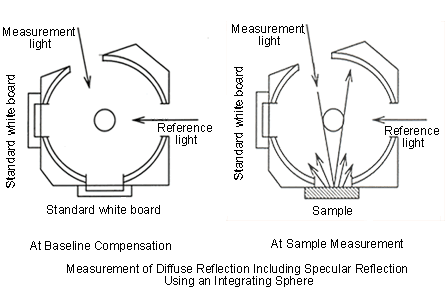 Measurement
light
Standard white board
Reference
light
Standard white board
At Baseline Compensation
Measurement
light
Standard white board
Reference
light
Sample
At Sample Measurement
Measurement of Diffuse Reflection Including Specular Reflection
Using an Integrating Sphere